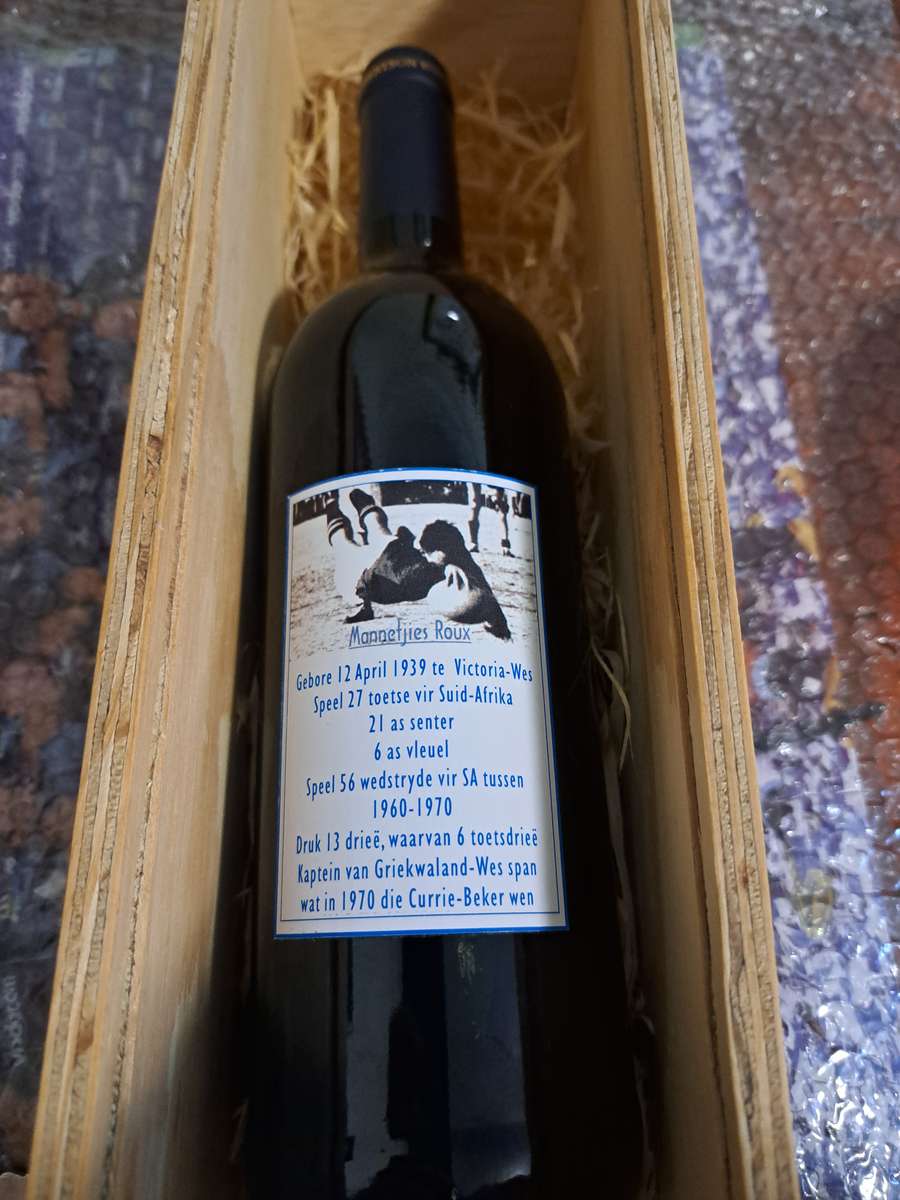 Mannetjies Roux
Gebore 12 April 1939 te Victoria-Wes
Speel 27 toetse vir Suid-Afrika
21 as senter
6 as vleuel
Speel 56 wedstryde vir SA tussen
1960-1970
Druk 13 drieë, waarvan 6 toetsdrieë
Kaptein van Griekwaland-Wes span
wat in 1970 die Currie-Beker wen